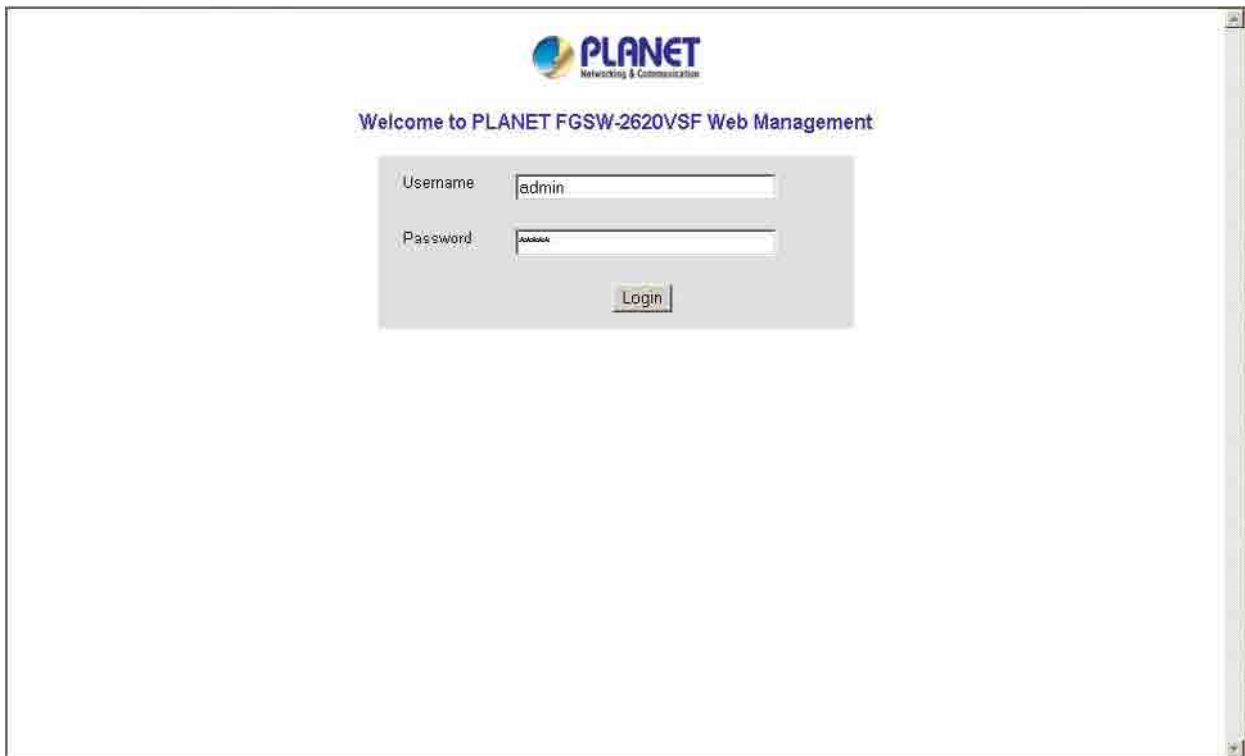 PLANET
Networking & Communication
Welcome to PLANET FGSW-2620VSF Web Management
Username admin
Password *****
Login